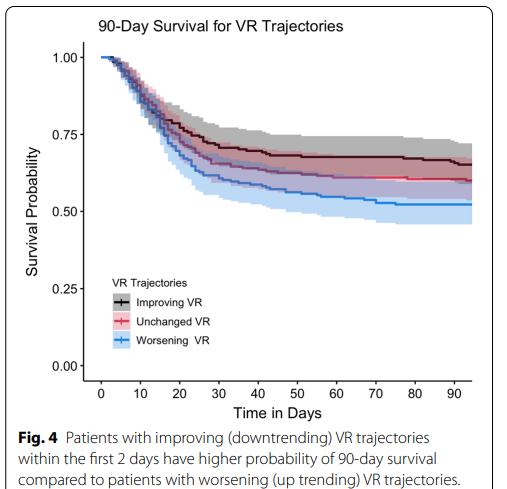 90-Day Survival for VR Trajectories
1.00
0.75
0.50
0.25
0.00
Survival Probability
VR Trajectories
Improving VR
Unchanged VR
Worsening VR
0 10 20 30 40 50 60 70 80 90
Time in Days
Fig. 4 Patients with improving (downtrending) VR trajectories
within the first 2 days have higher probability of 90-day survival
compared to patients with worsening (up trending) VR trajectories.